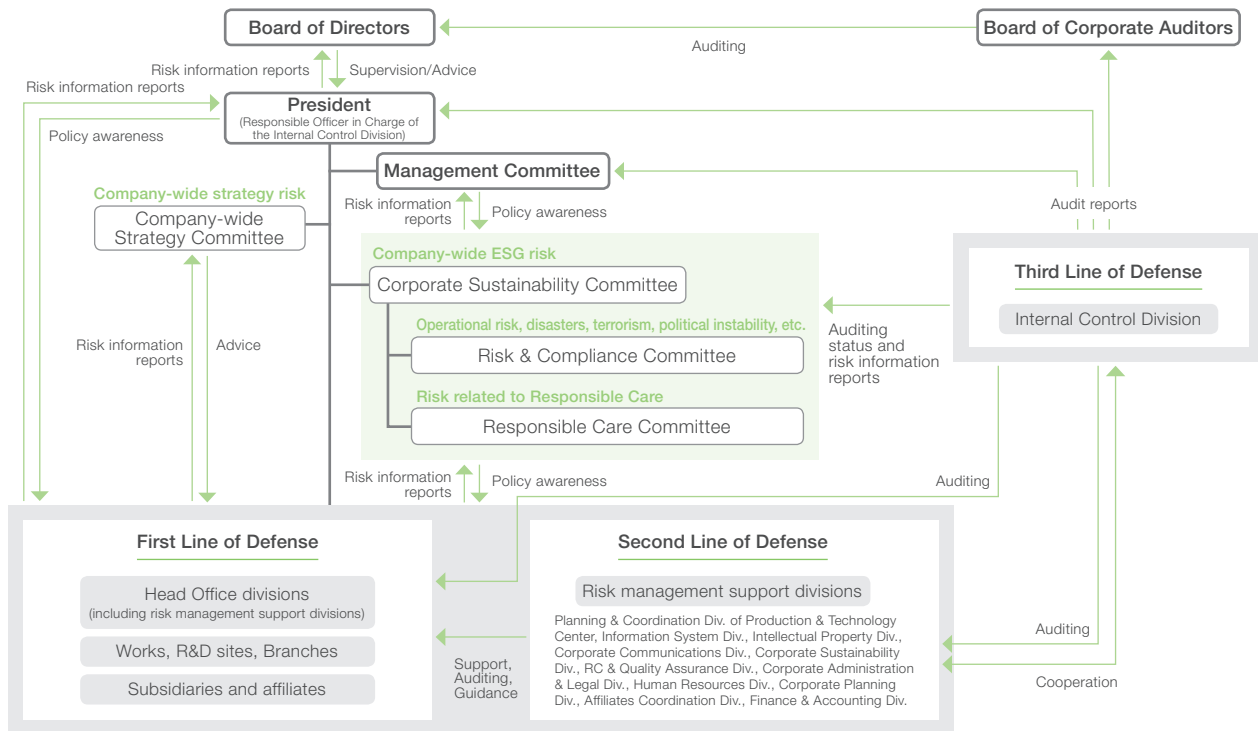 Board of Directors
Board of Corporate Auditors
Auditing
Risk information reports
Supervision/Advice
Risk information reports
President
(Responsible Officer in Charge of
the Internal Control Division)
Policy awareness
Management Committee
Company-wide strategy risk
Company-wide
Strategy Committee
Risk information
reports
Policy awareness
Audit reports
Company-wide ESG risk
Corporate Sustainability Committee
Operational risk, disasters, terrorism, political instability, etc.
Risk & Compliance Committee
Risk related to Responsible Care
Responsible Care Committee
Third Line of Defense
Internal Control Division
Auditing
status and
risk information
reports
Risk information
reports
Advice
Risk information
reports
Policy awareness
Auditing
First Line of Defense
Head Office divisions
(including risk management support divisions)
Works, R&D sites, Branches
Subsidiaries and affiliates
Support,
Auditing,
Guidance
Second Line of Defense
Risk management support divisions
Planning & Coordination Div. of Production & Technology
Center, Information System Div., Intellectual Property Div.,
Corporate Communications Div., Corporate Sustainability
Div., RC & Quality Assurance Div., Corporate Administration
& Legal Div., Human Resources Div., Corporate Planning
Div., Affiliates Coordination Div., Finance & Accounting Div.
Auditing
Cooperation